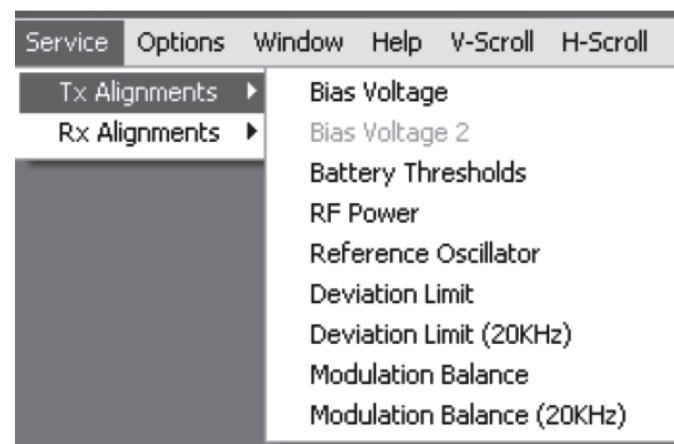 Service Options Window Help V-Scroll H-Scroll
Tx Alignments
Rx Alignments
Bias Voltage
Bias Voltage 2
Battery Thresholds
RF Power
Reference Oscillator
Deviation Limit
Deviation Limit (20KHz)
Modulation Balance
Modulation Balance (20KHz)